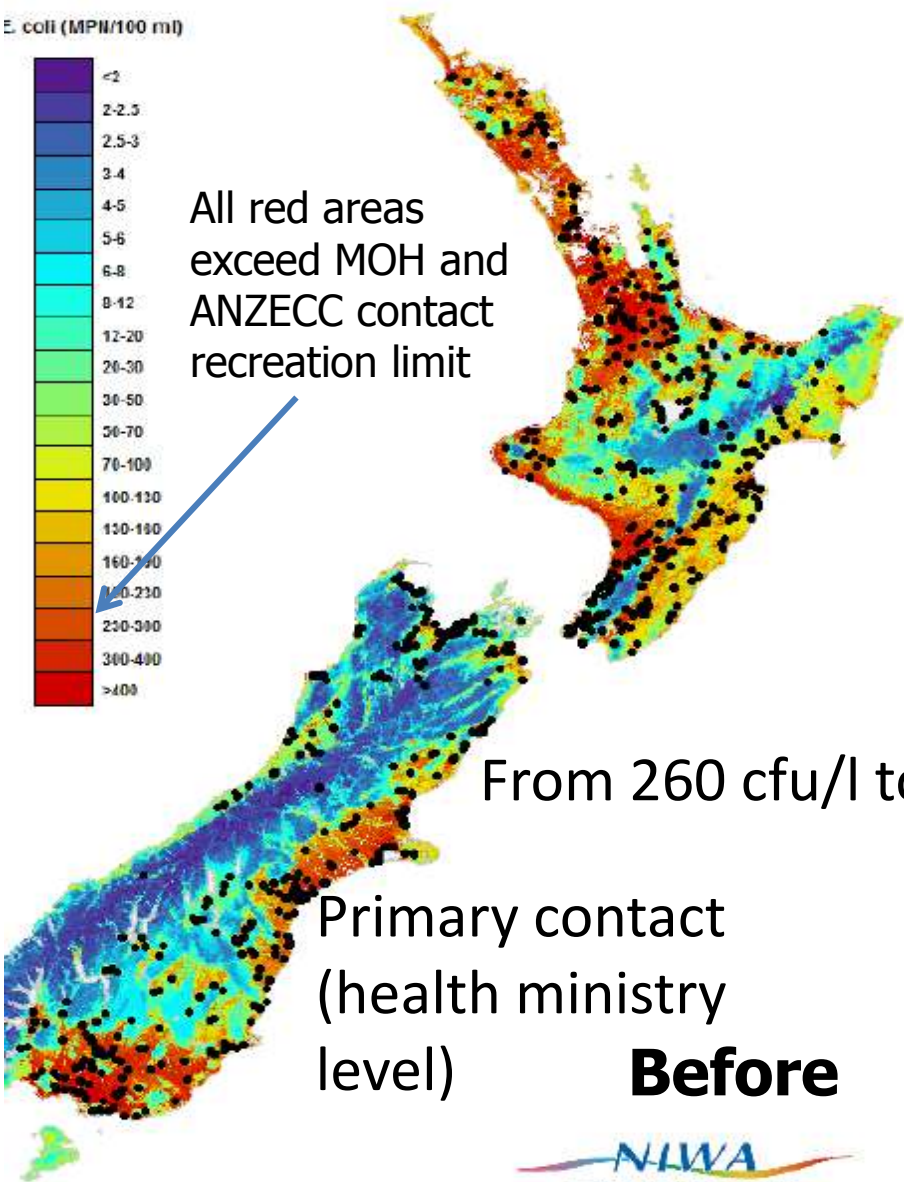 E. coli (MPN/100 ml)
<2
2-2.5
2.5-3
3-4
4-5
5-6
6-8
8-12
12-20
20-30
30-50
50-70
70-100
100-130
130-160
160-190
230-300
300-400
>400
All red areas
exceed MOH and
ANZECC contact
recreation limit
From 260 cfu/l to
Primary contact
(health ministry
level)
Before
NIWA